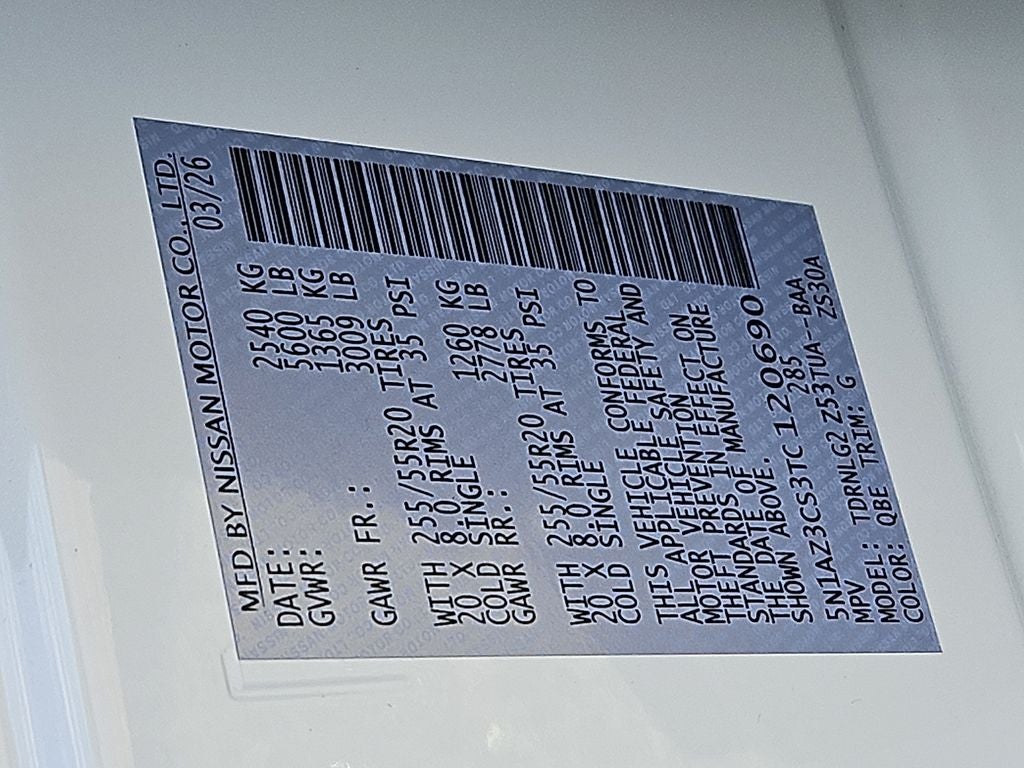 MFD BY NISSAN MOTOR CO., LTD.
DATE: 03/26
GVWR: 2540 KG
5600 LB
GAWR FR.: 1365 KG
3009 LB
WITH 255/55R20 TIRES
20 X 8.0 RIMS AT 35 PSI
COLD SINGLE
GAWR RR.: 1260 KG
2778 LB
WITH 255/55R20 TIRES
20 X 8.0 RIMS AT 35 PSI
COLD SINGLE
THIS VEHICLE CONFORMS TO
ALL APPLICABLE FEDERAL
MOTOR VEHICLE SAFETY AND
THEFT PREVENTION
STANDARDS IN EFFECT ON
THE DATE OF MANUFACTURE
SHOWN ABOVE.
5N1AZ3CS3TC120690
MPV 285
MODEL: TDRNLG2 Z53TUA--BAA
COLOR: QBE TRIM: G ZS30A